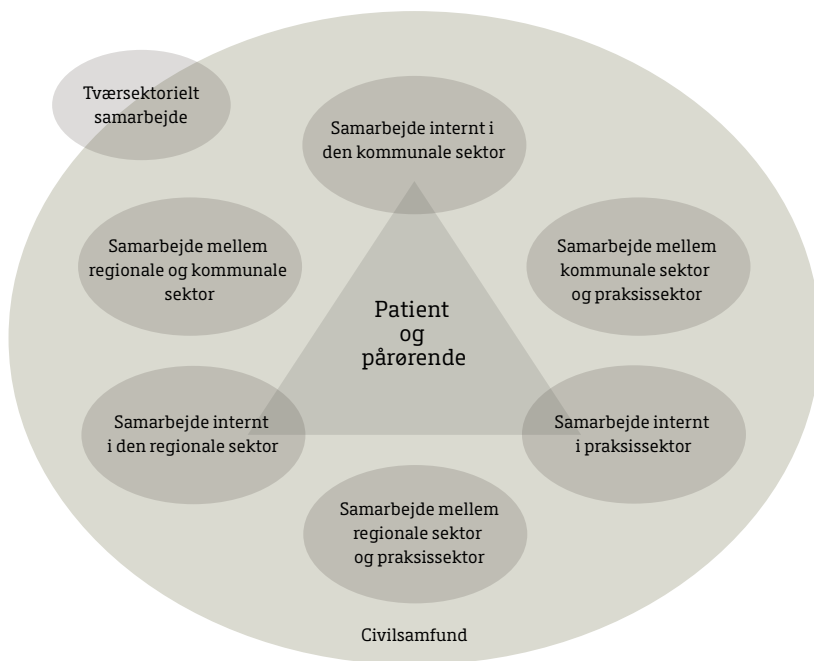 Tværsektorielt
samarbejde
Samarbejde internt i
den kommunale sektor
Samarbejde mellem
regionale og kommunale
sektor
Samarbejde mellem
kommunale sektor
og praksissektor
Patient
og
pårørende
Samarbejde internt
i den regionale sektor
Samarbejde internt
i praksissektor
Samarbejde mellem
regionale sektor
og praksissektor
Civilsamfund